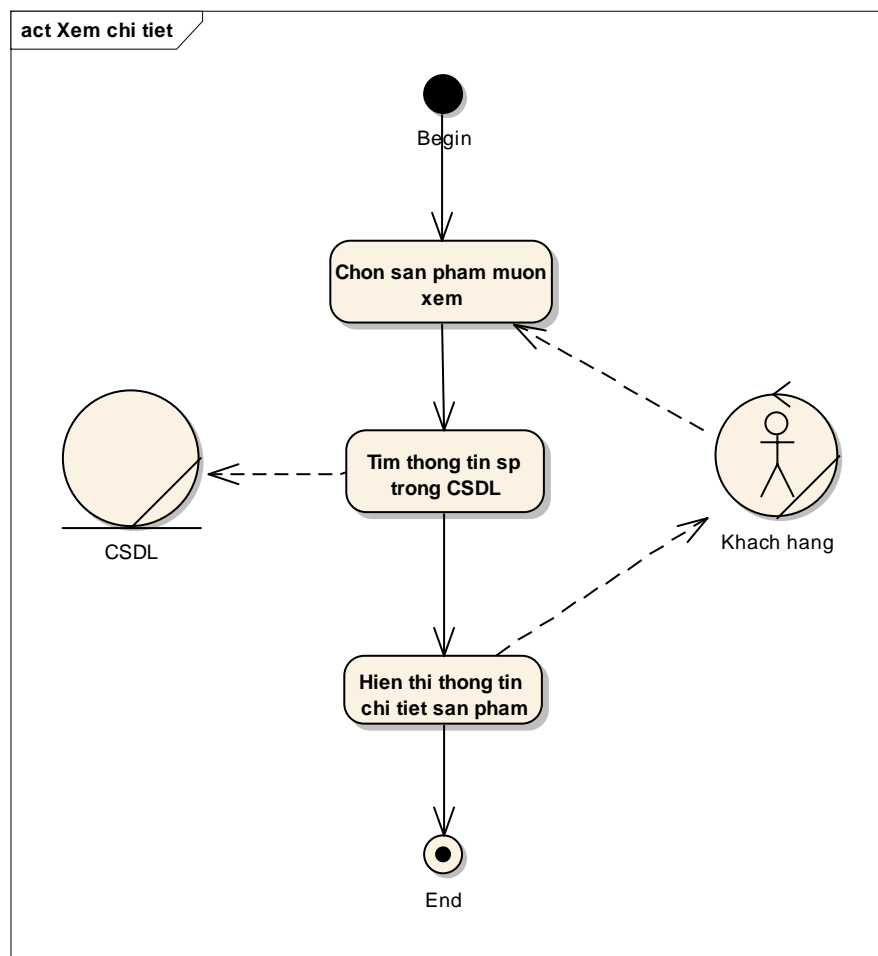 act Xem chi tiet
Begin
Chon san pham muon
xem
Tim thong tin sp
trong CSDL
CSDL
Khach hang
Hien thi thong tin
chi tiet san pham
End